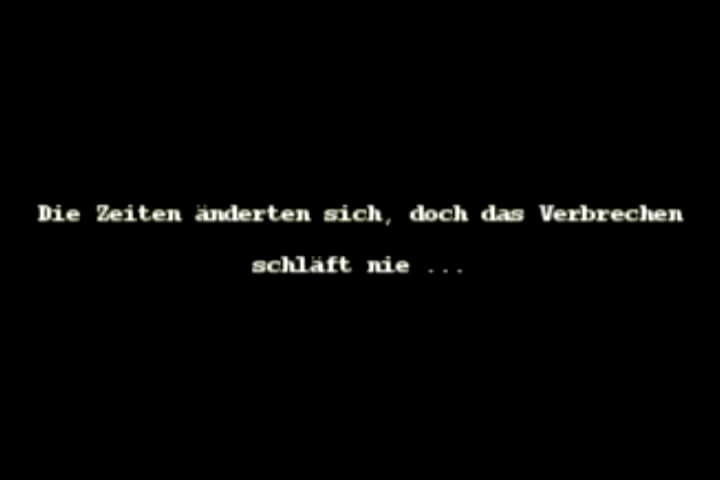 Die Zeiten änderten sich, doch das Verbrechen
schläft nie ...